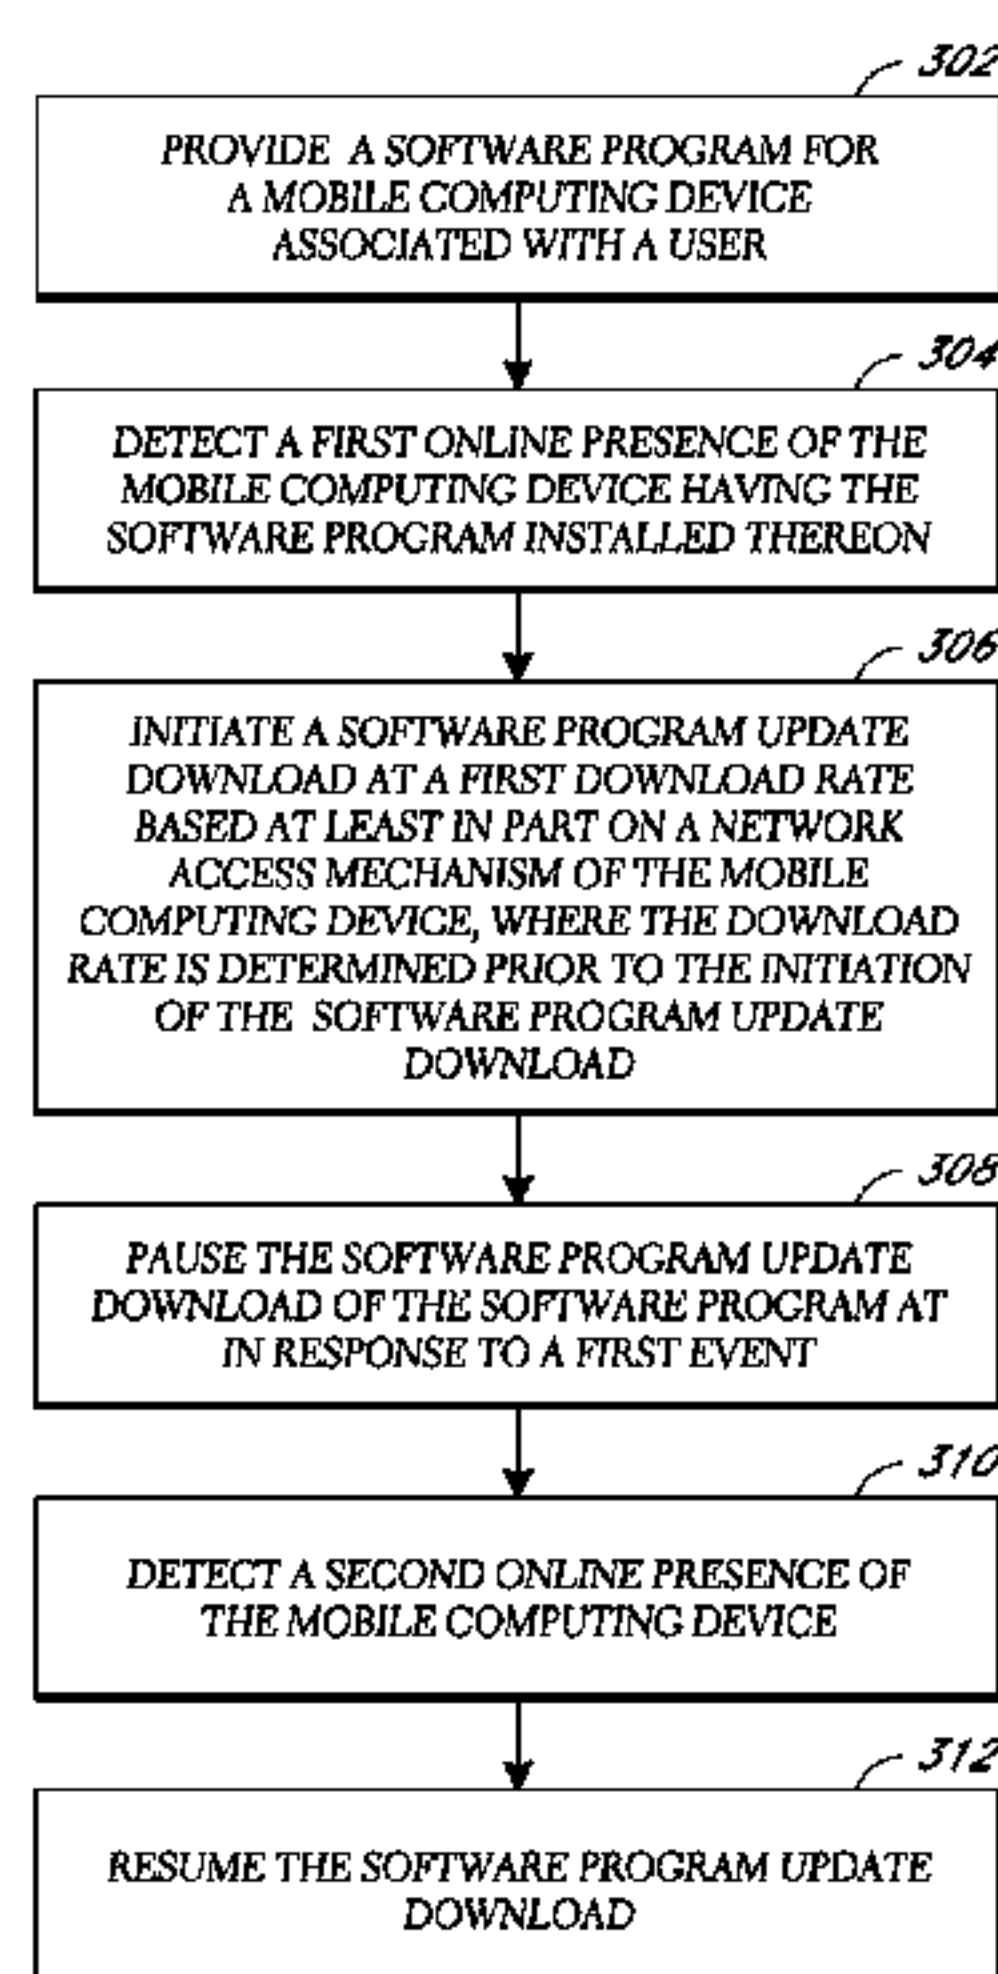 302
PROVIDE A SOFTWARE PROGRAM FOR
A MOBILE COMPUTING DEVICE
ASSOCIATED WITH A USER
304
DETECT A FIRST ONLINE PRESENCE OF THE
MOBILE COMPUTING DEVICE HAVING THE
SOFTWARE PROGRAM INSTALLED THEREON
306
INITIATE A SOFTWARE PROGRAM UPDATE
DOWNLOAD AT A FIRST DOWNLOAD RATE
BASED AT LEAST IN PART ON A NETWORK
ACCESS MECHANISM OF THE MOBILE
COMPUTING DEVICE, WHERE THE DOWNLOAD
RATE IS DETERMINED PRIOR TO THE INITIATION
OF THE SOFTWARE PROGRAM UPDATE
DOWNLOAD
308
PAUSE THE SOFTWARE PROGRAM UPDATE
DOWNLOAD OF THE SOFTWARE PROGRAM AT
IN RESPONSE TO A FIRST EVENT
310
DETECT A SECOND ONLINE PRESENCE OF
THE MOBILE COMPUTING DEVICE
312
RESUME THE SOFTWARE PROGRAM UPDATE
DOWNLOAD